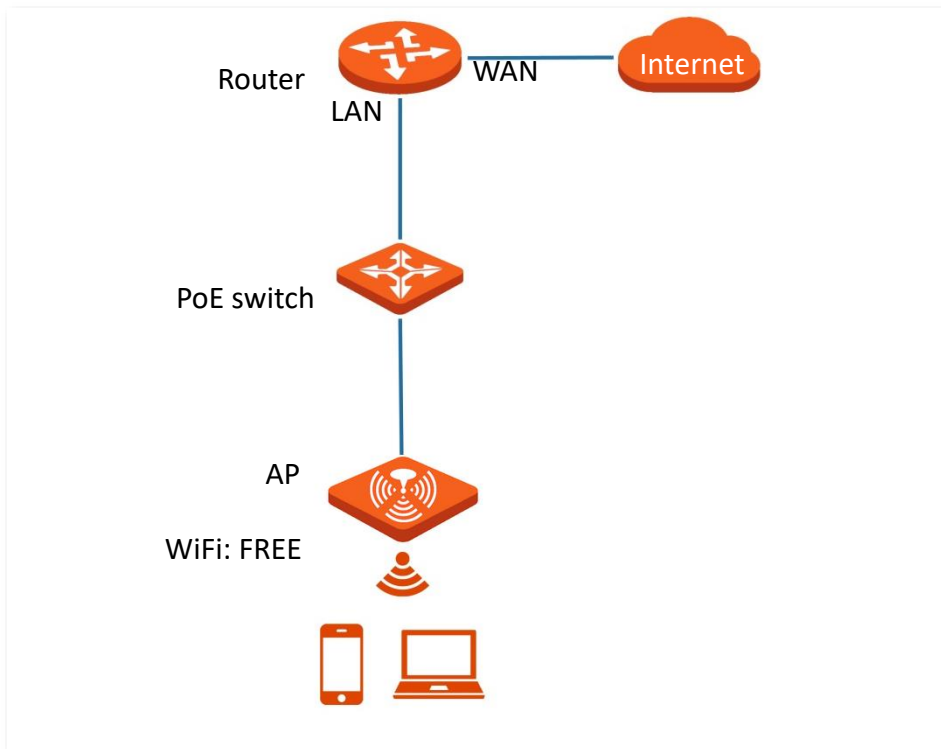 Router
WAN
Internet
LAN
PoE switch
AP
WiFi: FREE